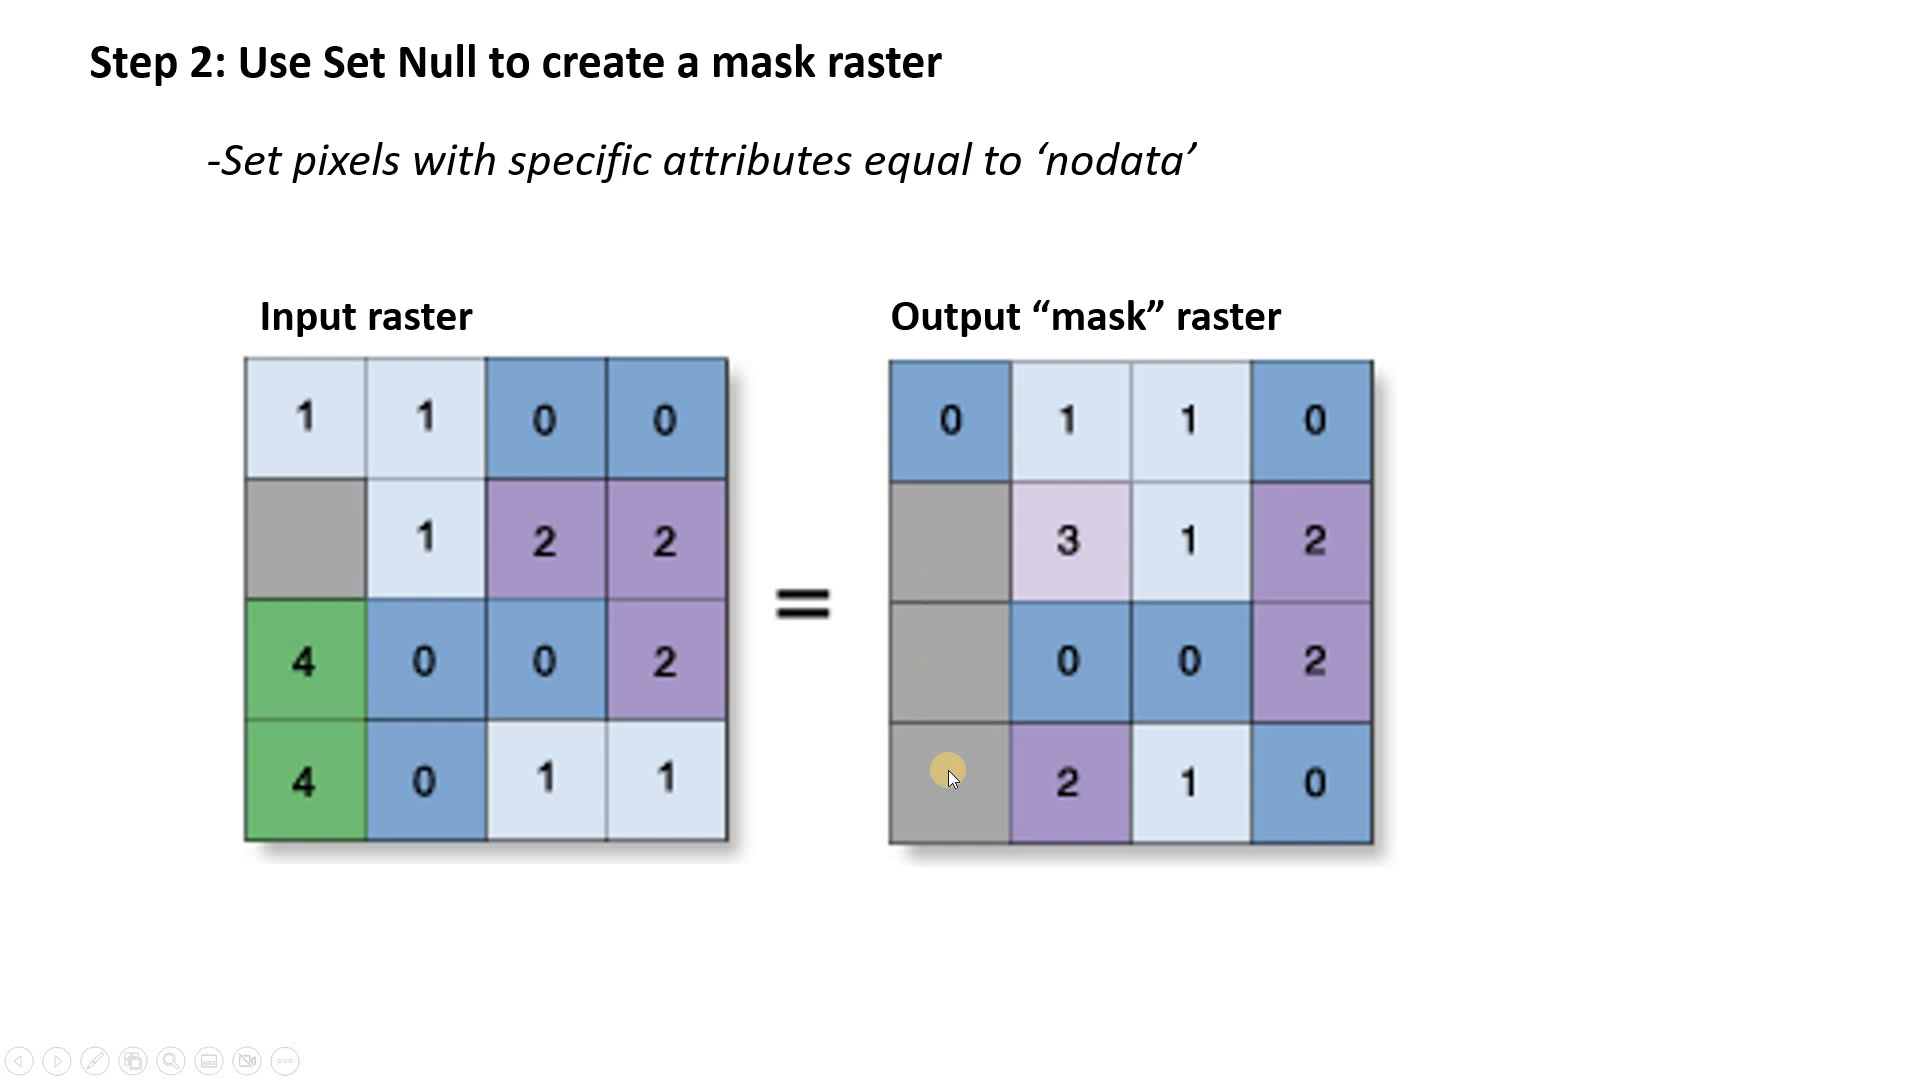 Step 2: Use Set Null to create a mask raster
-Set pixels with specific attributes equal to ‘nodata’
Input raster
1 1 0 0
1 2 2
4 0 0 2
4 0 1 1
=
Output “mask” raster
0 1 1 0
3 1 2
0 0 2
2 1 0